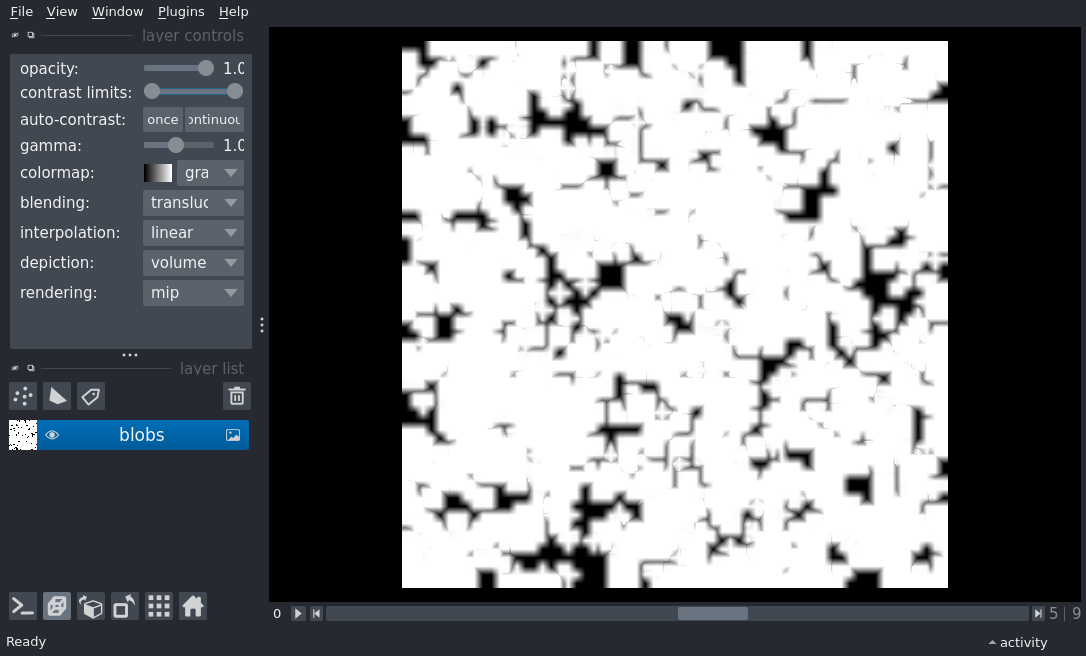 File View Window Plugins Help
layer controls
opacity: 1.0
contrast limits:
auto-contrast: once ontinuou
gamma: 1.0
colormap: gra
blending: transluc
interpolation: linear
depiction: volume
rendering: mip
layer list
blobs
0 5 | 9
Ready activity